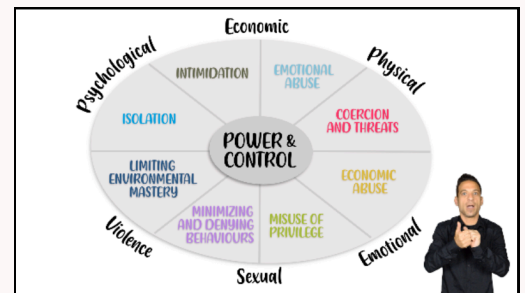 Economic
Psychological
Physical
INTIMIDATION
EMOTIONAL
ABUSE
ISOLATION
COERCION
AND THREATS
POWER &
CONTROL
LIMITING
ENVIRONMENTAL
MASTERY
ECONOMIC
ABUSE
MINIMIZING
AND DENYING
BEHAVIOURS
MISUSE OF
PRIVILEGE
Violence
Emotional
Sexual